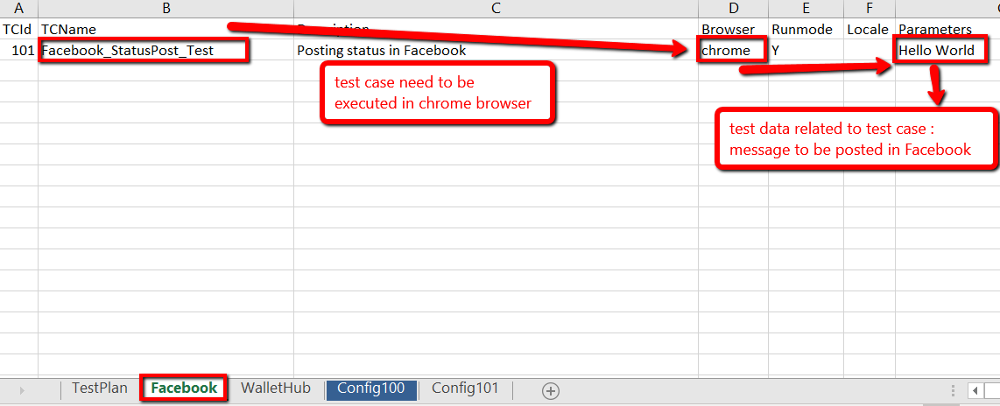 A B C D E F
TCId TCName Description Browser Runmode Locale Parameters
101 Facebook_StatusPost_Test Posting status in Facebook chrome Y Hello World
test case need to be
executed in chrome browser
test data related to test case :
message to be posted in Facebook
TestPlan Facebook WalletHub Config100 Config101